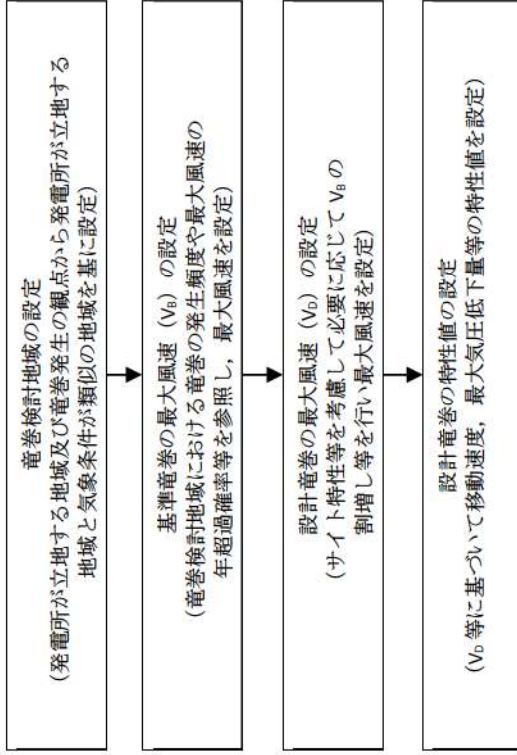 竜巻検討地域の設定
(発電所が立地する地域及び竜巻発生の観点から発電所が立地する
地域と気象条件が類似の地域を基に設定)
基準竜巻の最大風速（VB）の設定
(竜巻検討地域における竜巻の発生頻度や最大風速の
年超過確率等を参照し，最大風速を設定)
設計竜巻の最大風速（VD）の設定
(サイト特性等を考慮して必要に応じて VB の
割増し等を行い最大風速を設定)
設計竜巻の特性値の設定
(VD 等に基づいて移動速度，最大気圧低下量等の特性値を設定)